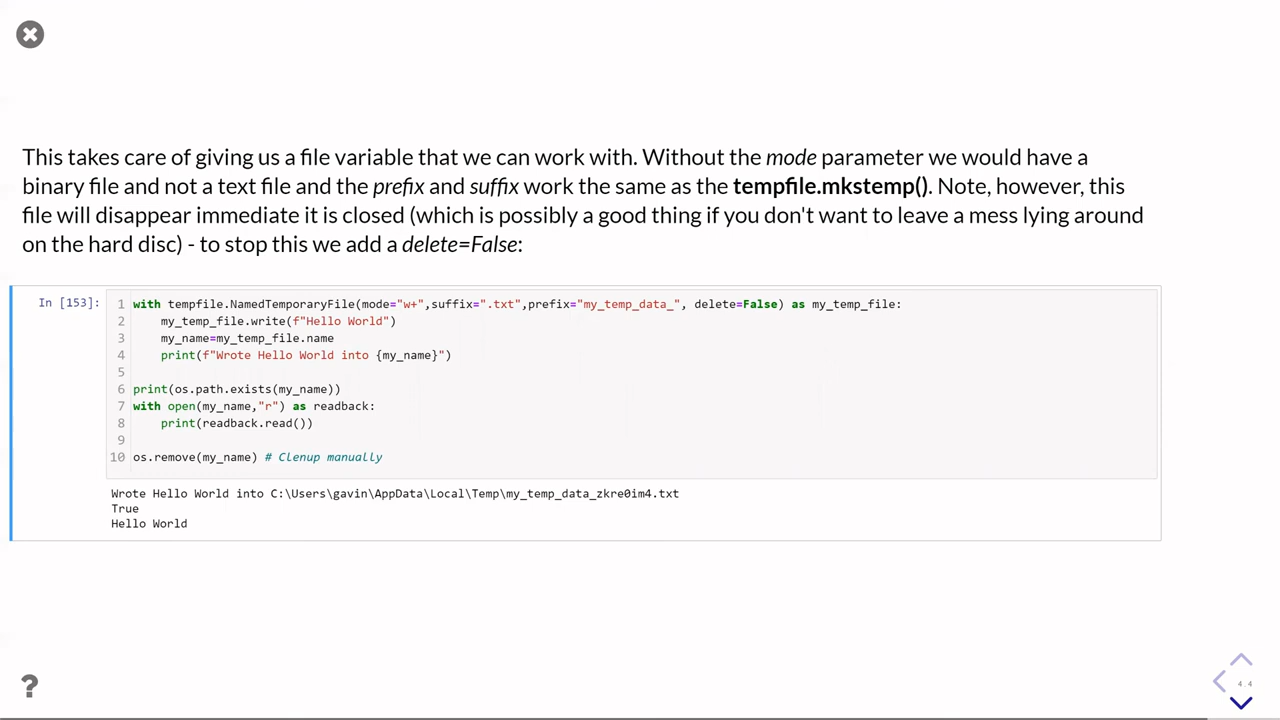 This takes care of giving us a file variable that we can work with. Without the mode parameter we would have a
binary file and not a text file and the prefix and suffix work the same as the tempfile.mkstemp(). Note, however, this
file will disappear immediate it is closed (which is possibly a good thing if you don't want to leave a mess lying around
on the hard disc) - to stop this we add a delete=False:
In [153]:
1 with tempfile.NamedTemporaryFile(mode="w+",suffix=".txt",prefix="my_temp_data_", delete=False) as my_temp_file:
2     my_temp_file.write(f"Hello World")
3     my_name=my_temp_file.name
4     print(f"Wrote Hello World into {my_name}")
5
6 print(os.path.exists(my_name))
7 with open(my_name,"r") as readback:
8     print(readback.read())
9
10 os.remove(my_name) # Clenup manually
Wrote Hello World into C:\Users\gavin\AppData\Local\Temp\my_temp_data_zkre0im4.txt
True
Hello World
?
4.4